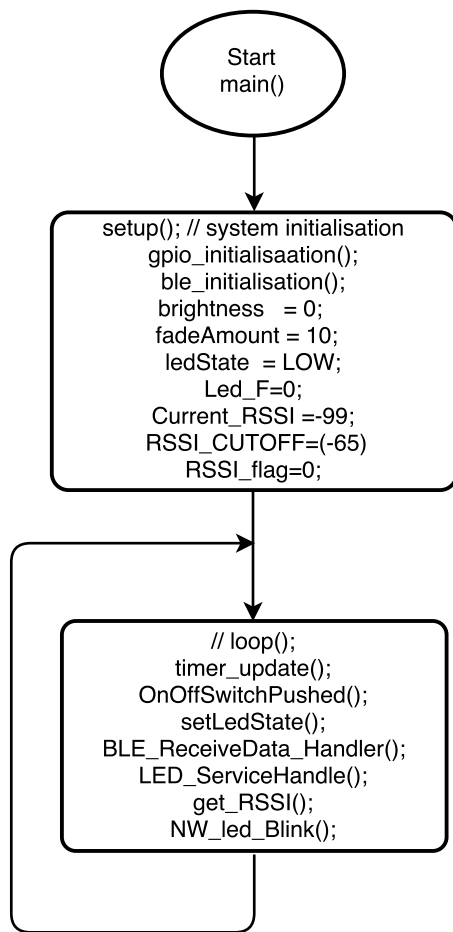 Start
main()
setup(); // system initialisation
gpio_initialisaation();
ble_initialisation();
brightness   = 0;
fadeAmount = 10;
ledState  = LOW;
Led_F=0;
Current_RSSI =-99;
RSSI_CUTOFF=(-65)
RSSI_flag=0;
// loop();
timer_update();
OnOffSwitchPushed();
setLedState();
BLE_ReceiveData_Handler();
LED_ServiceHandle();
get_RSSI();
NW_led_Blink();